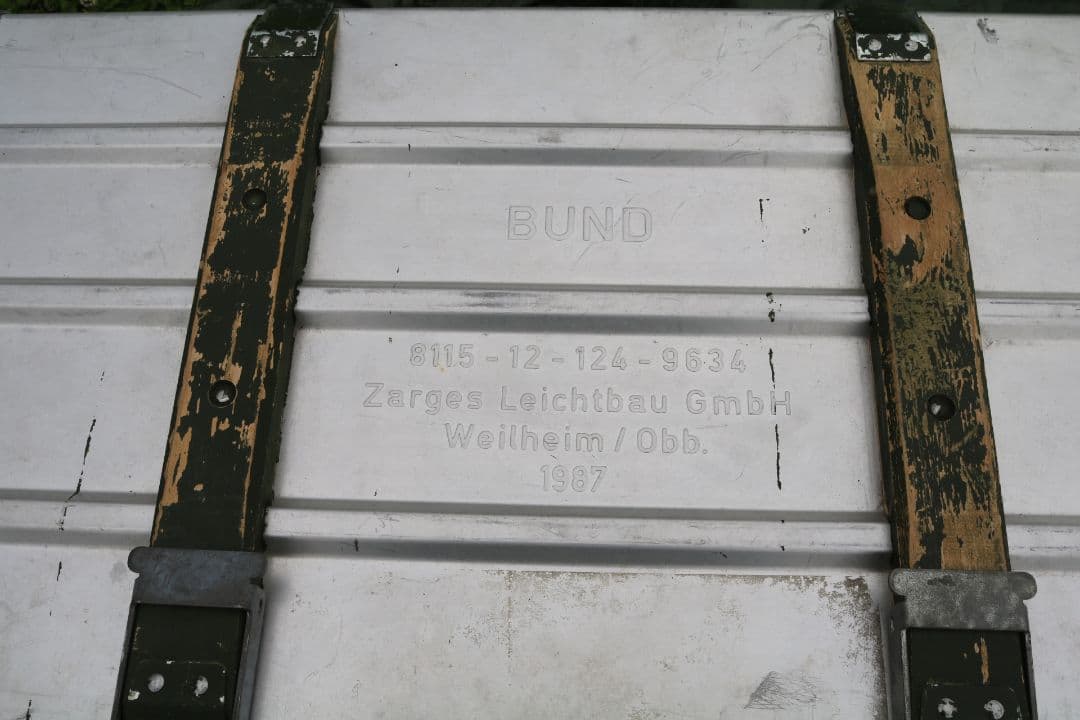 BUND
8115-12-124-9634
Zarges Leichtbau GmbH
Weilheim / Obb.
1987